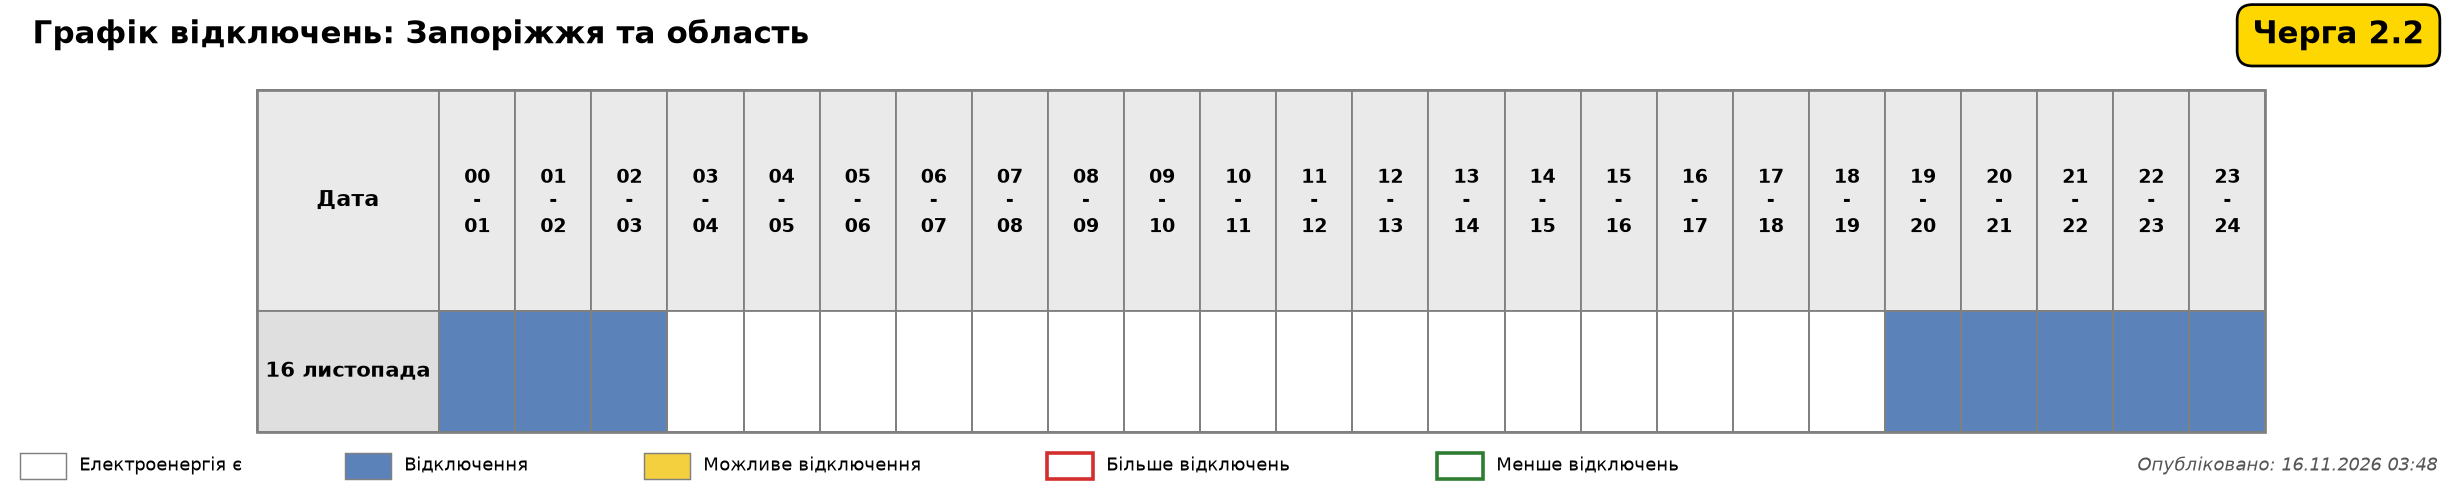 Графік відключень: Запоріжжя та область
Черга 2.2
Дата
00 - 01
01 - 02
02 - 03
03 - 04
04 - 05
05 - 06
06 - 07
07 - 08
08 - 09
09 - 10
10 - 11
11 - 12
12 - 13
13 - 14
14 - 15
15 - 16
16 - 17
17 - 18
18 - 19
19 - 20
20 - 21
21 - 22
22 - 23
23 - 24
16 листопада
Електроенергія є
Відключення
Можливе відключення
Більше відключень
Менше відключень
Опубліковано: 16.11.2026 03:48